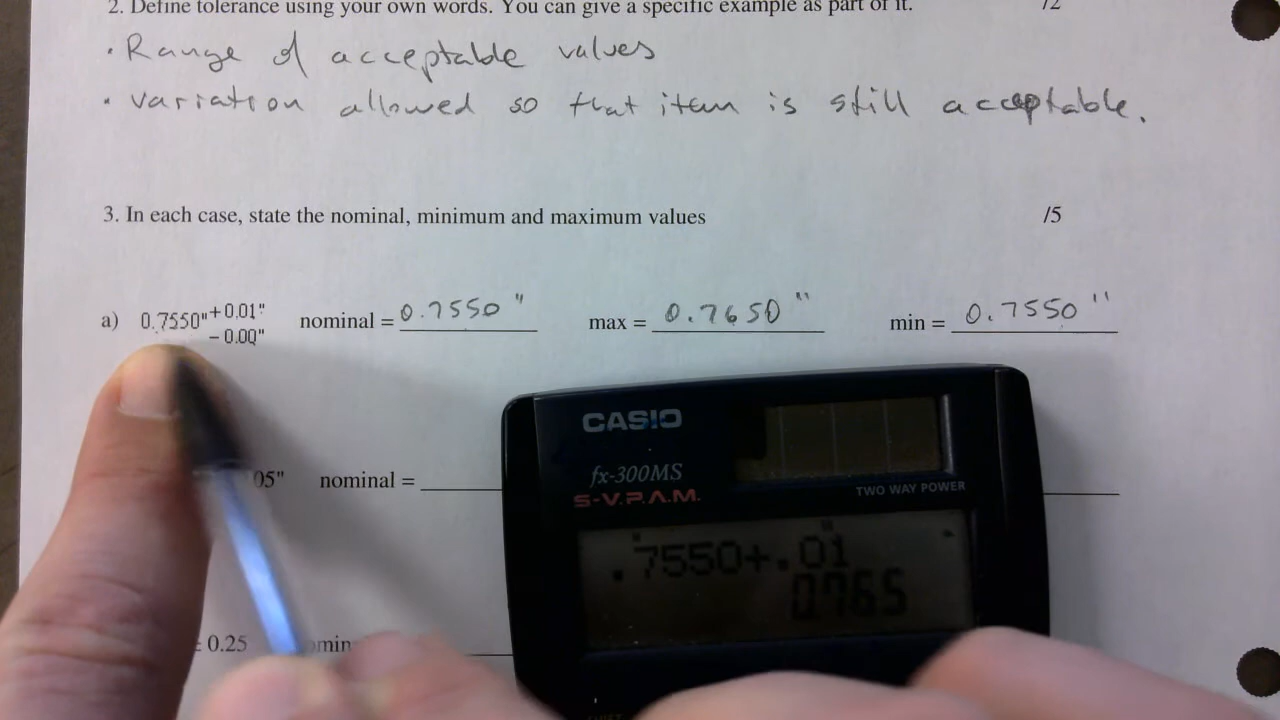 2. Define tolerance using your own words. You can give a specific example as part of it. /2
• Range of acceptable values
• Variation allowed so that item is still acceptable.
3. In each case, state the nominal, minimum and maximum values /5
a) 0.7550" +0.01" nominal = 0.7550" max = 0.7650" min = 0.7550"
- 0.00"
05" nominal =
0.25
CASIO
fx-300MS
S-V.P.A.M.
TWO WAY POWER
.7550+.01
0.765